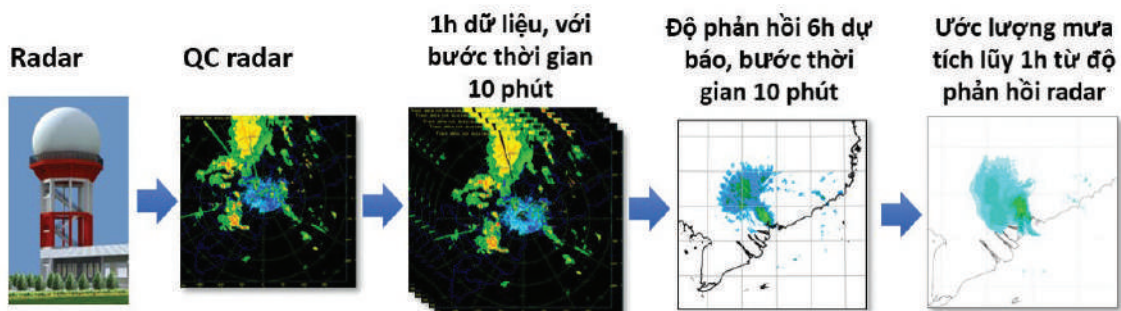 Radar
QC radar
1h dữ liệu, với
bước thời gian
10 phút
Độ phản hồi 6h dự
báo, bước thời
gian 10 phút
Ước lượng mưa
tích lũy 1h từ độ
phản hồi radar